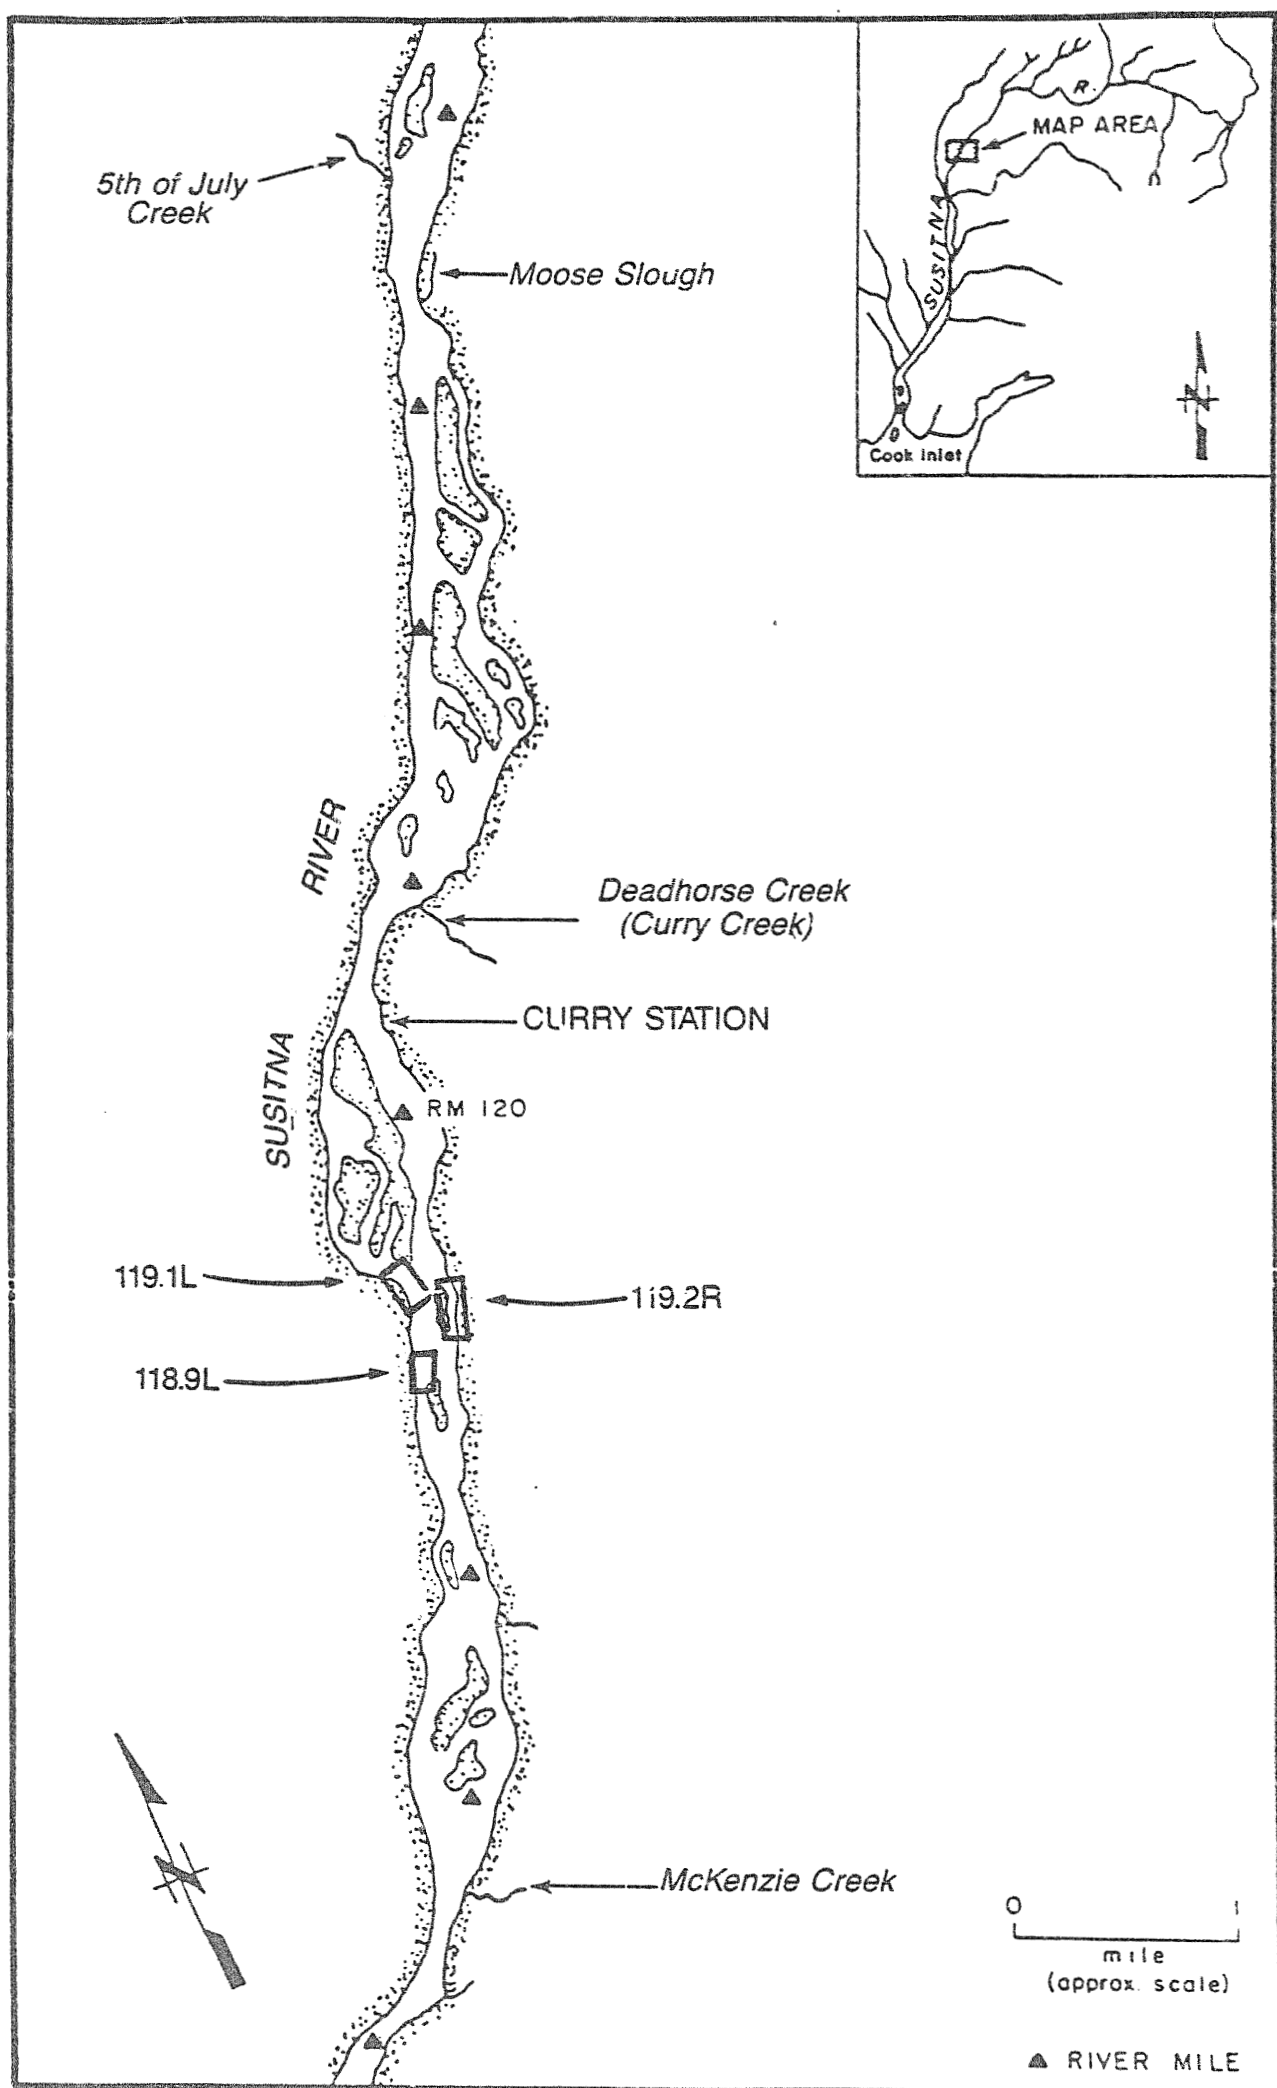 R.
MAP AREA
SUSITNA
N
Cook Inlet
5th of July
Creek
Moose Slough
RIVER
Deadhorse Creek
(Curry Creek)
CURRY STATION
SUSITNA
RM 120
119.1L
119.2R
118.9L
N
McKenzie Creek
0 1
mile
(approx. scale)
RIVER MILE